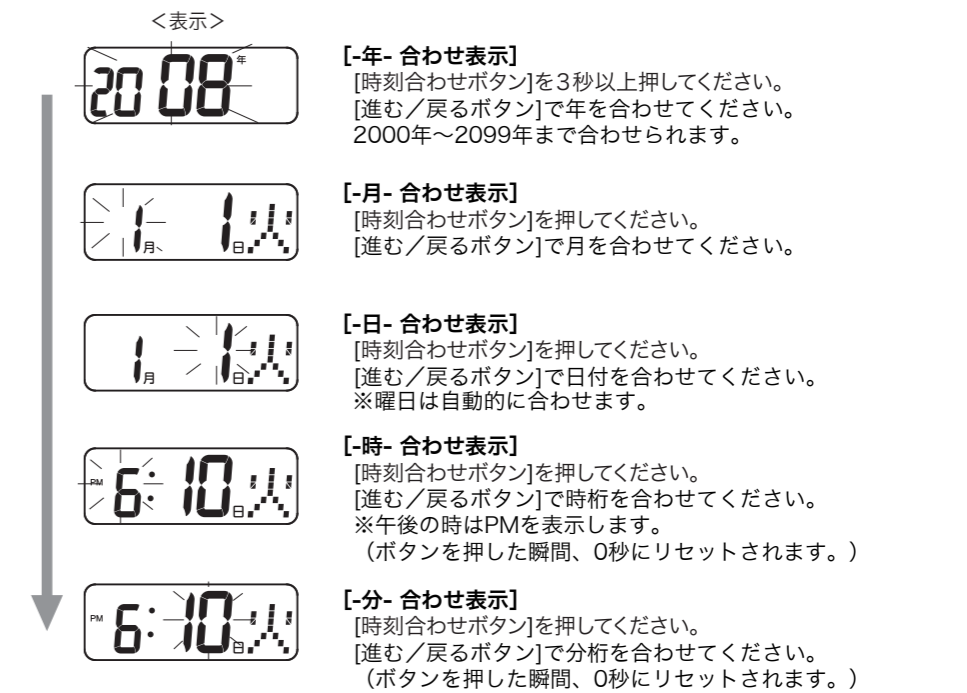 ＜表示＞
20 08 年
[-年- 合わせ表示]
[時刻合わせボタン]を3秒以上押してください。
[進む／戻るボタン]で年を合わせてください。
2000年～2099年まで合わせられます。
1月 1日 火
[-月- 合わせ表示]
[時刻合わせボタン]を押してください。
[進む／戻るボタン]で月を合わせてください。
1月 1日 火
[-日- 合わせ表示]
[時刻合わせボタン]を押してください。
[進む／戻るボタン]で日付を合わせてください。
※曜日は自動的に合わせます。
PM 6:10日 火
[-時- 合わせ表示]
[時刻合わせボタン]を押してください。
[進む／戻るボタン]で時桁を合わせてください。
※午後の時はPMを表示します。
（ボタンを押した瞬間、0秒にリセットされます。）
PM 6:10日 火
[-分- 合わせ表示]
[時刻合わせボタン]を押してください。
[進む／戻るボタン]で分桁を合わせてください。
（ボタンを押した瞬間、0秒にリセットされます。）